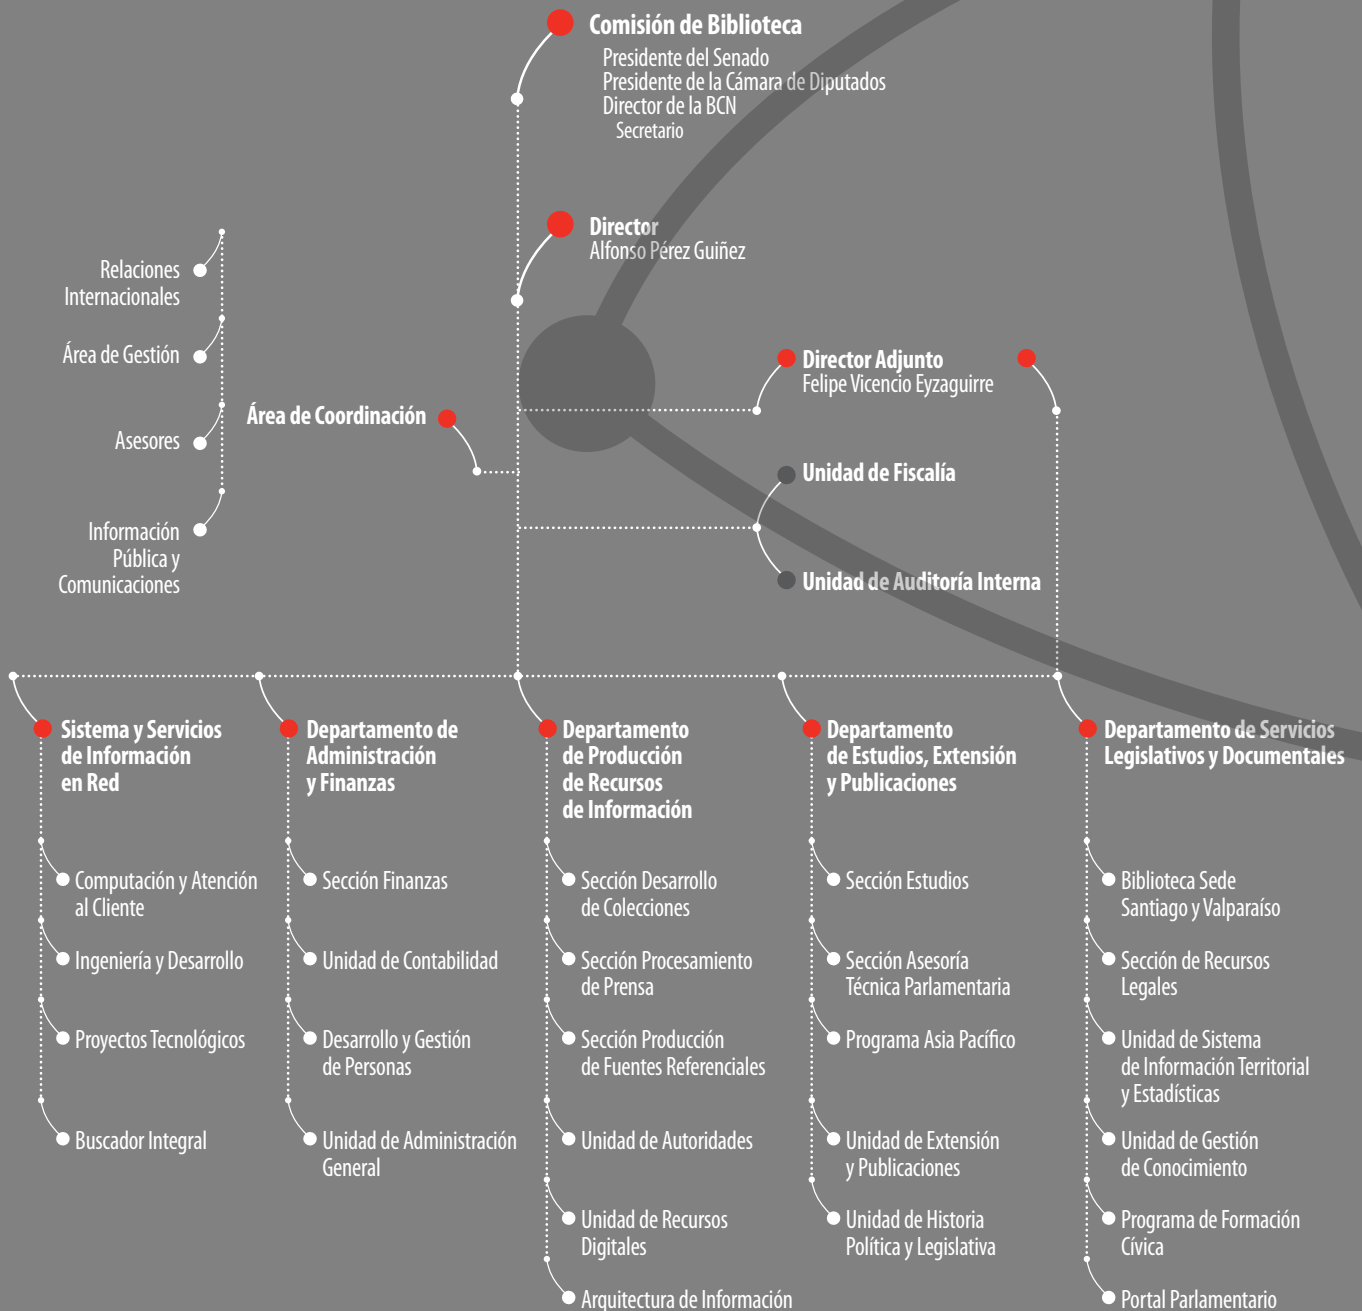 Comisión de Biblioteca
Presidente del Senado
Presidente de la Cámara de Diputados
Director de la BCN
Secretario
Director
Alfonso Pérez Guiñez
Relaciones
Internacionales
Área de Gestión
Asesores
Información
Pública y
Comunicaciones
Área de Coordinación
Director Adjunto
Felipe Vicencio Eyzaguirre
Unidad de Fiscalía
Unidad de Auditoría Interna
Sistema y Servicios
de Información
en Red
Computación y Atención
al Cliente
Ingeniería y Desarrollo
Proyectos Tecnológicos
Buscador Integral
Departamento de
Administración
y Finanzas
Sección Finanzas
Unidad de Contabilidad
Desarrollo y Gestión
de Personas
Unidad de Administración
General
Departamento
de Producción
de Recursos
de Información
Sección Desarrollo
de Colecciones
Sección Procesamiento
de Prensa
Sección Producción
de Fuentes Referenciales
Unidad de Autoridades
Unidad de Recursos
Digitales
Arquitectura de Información
Departamento
de Estudios, Extensión
y Publicaciones
Sección Estudios
Sección Asesoría
Técnica Parlamentaria
Programa Asia Pacífico
Unidad de Extensión
y Publicaciones
Unidad de Historia
Política y Legislativa
Departamento de Servicios
Legislativos y Documentales
Biblioteca Sede
Santiago y Valparaíso
Sección de Recursos
Legales
Unidad de Sistema
de Información Territorial
y Estadísticas
Unidad de Gestión
de Conocimiento
Programa de Formación
Cívica
Portal Parlamentario